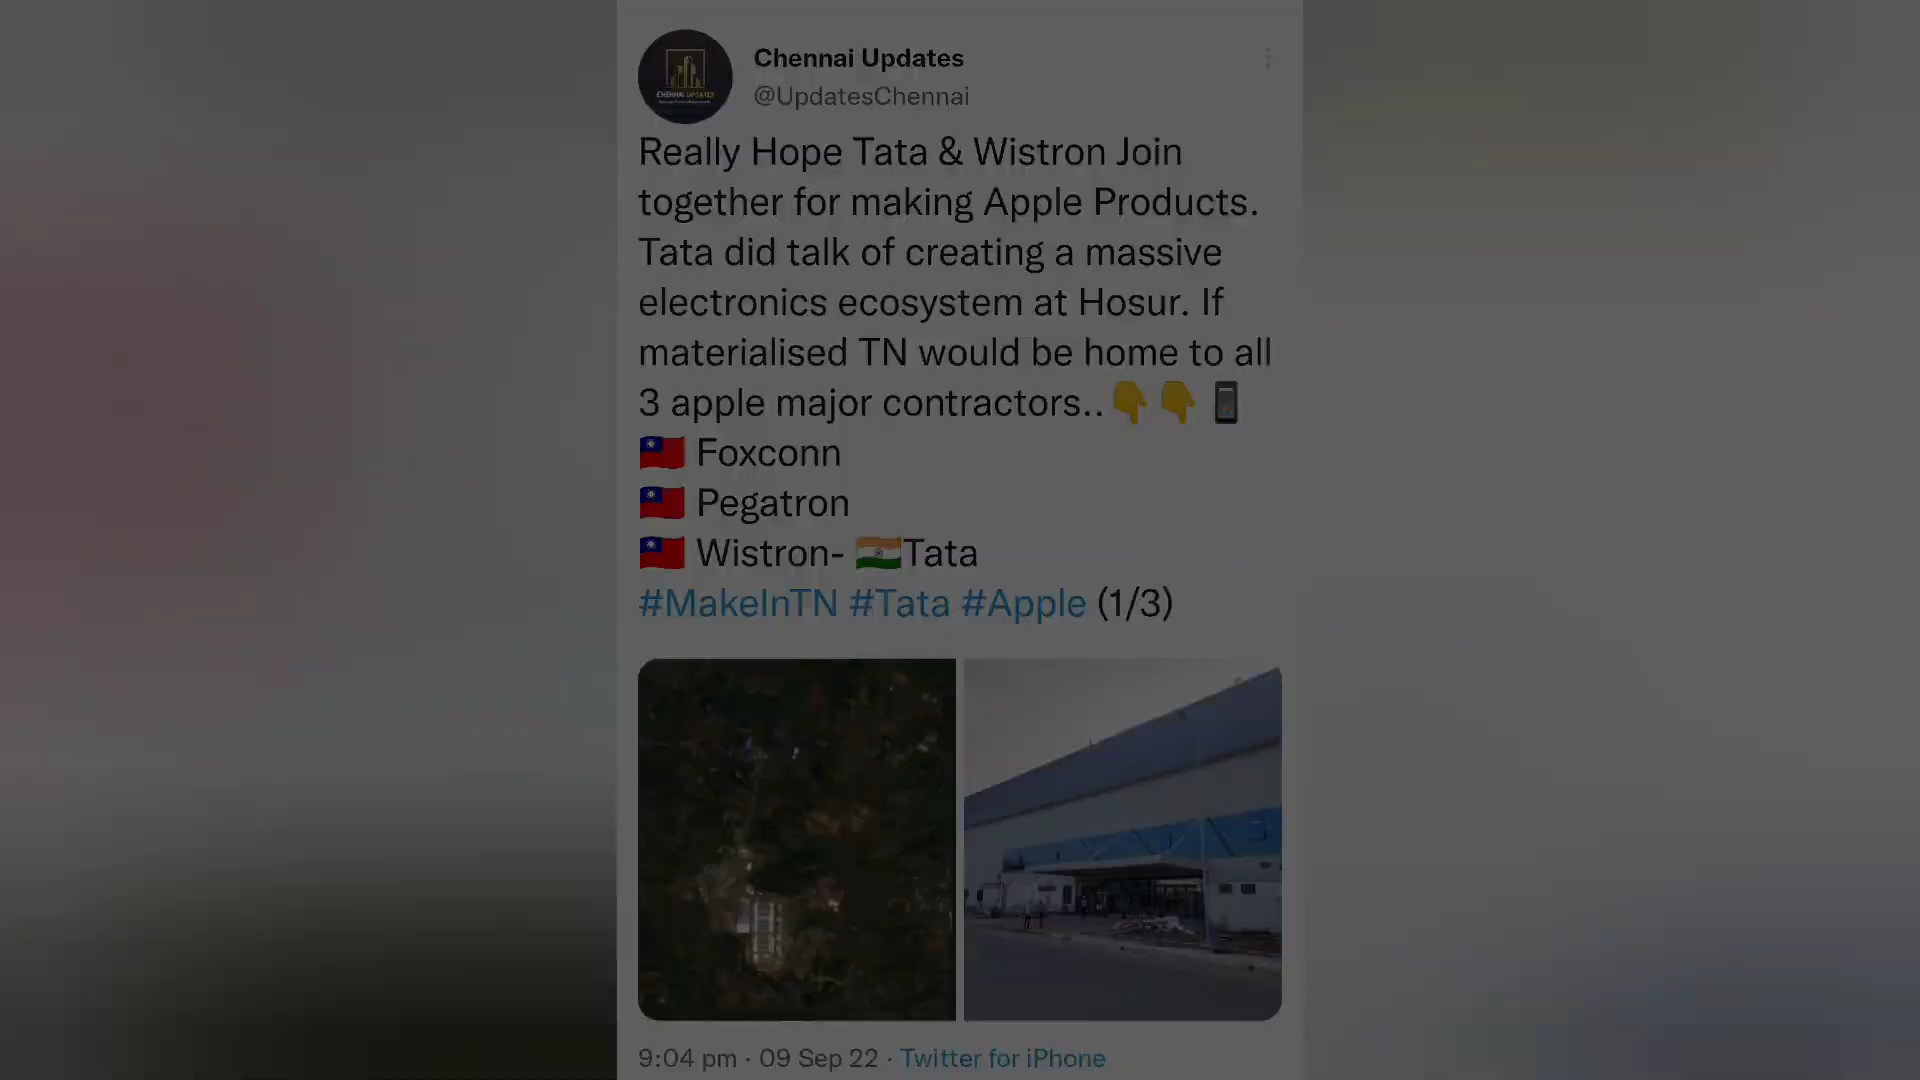 Chennai Updates
@UpdatesChennai
Really Hope Tata & Wistron Join
together for making Apple Products.
Tata did talk of creating a massive
electronics ecosystem at Hosur. If
materialised TN would be home to all
3 apple major contractors..👇👇📱
🇹🇼 Foxconn
🇹🇼 Pegatron
🇹🇼 Wistron- 🇮🇳Tata
#MakeInTN #Tata #Apple (1/3)
9:04 pm · 09 Sep 22 · Twitter for iPhone